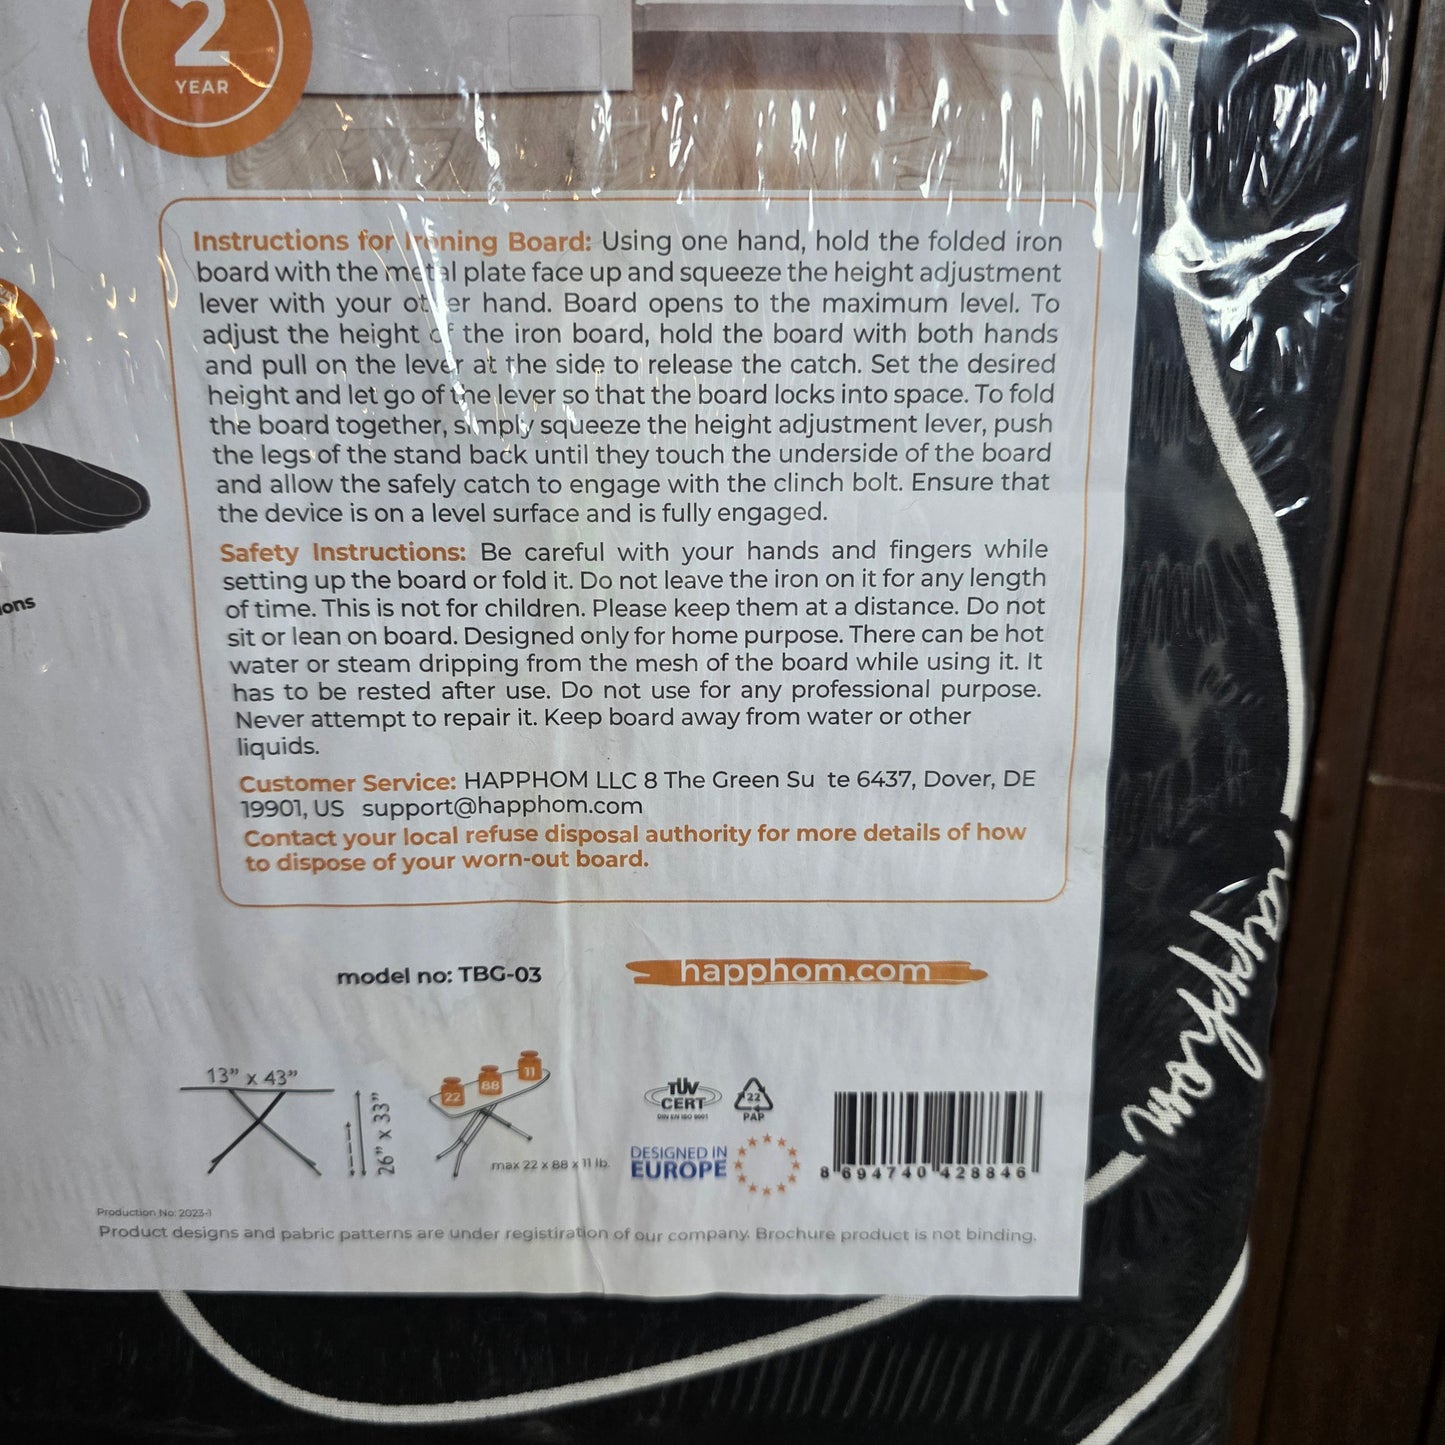 2
YEAR
Instructions for Ironing Board: Using one hand, hold the folded iron
board with the metal plate face up and squeeze the height adjustment
lever with your other hand. Board opens to the maximum level. To
adjust the height of the iron board, hold the board with both hands
and pull on the lever at the side to release the catch. Set the desired
height and let go of the lever so that the board locks into space. To fold
the board together, simply squeeze the height adjustment lever, push
the legs of the stand back until they touch the underside of the board
and allow the safely catch to engage with the clinch bolt. Ensure that
the device is on a level surface and is fully engaged.
Safety Instructions: Be careful with your hands and fingers while
setting up the board or fold it. Do not leave the iron on it for any length
of time. This is not for children. Please keep them at a distance. Do not
sit or lean on board. Designed only for home purpose. There can be hot
water or steam dripping from the mesh of the board while using it. It
has to be rested after use. Do not use for any professional purpose.
Never attempt to repair it. Keep board away from water or other
liquids.
Customer Service: HAPPHOM LLC 8 The Green Su te 6437, Dover, DE
19901, US support@happhom.com
Contact your local refuse disposal authority for more details of how
to dispose of your worn-out board.
model no: TBG-03
happhom.com
happhom
13" x 43"
26" x 33"
22 88 11
max 22 x 88 x 11 lb.
TÜV
CERT
DIN EN ISO 9001
22
PAP
DESIGNED IN
EUROPE
8 694740 428846
Production No: 2023-1
Product designs and pabric patterns are under registiration of our company. Brochure product is not binding.